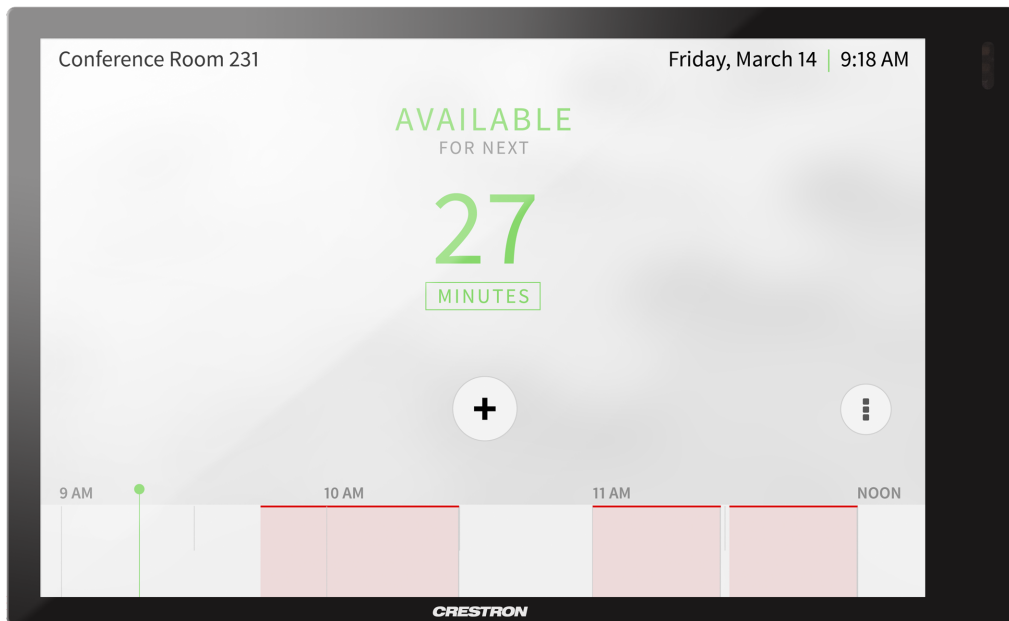 Conference Room 231
Friday, March 14 | 9:18 AM
AVAILABLE
FOR NEXT
27
MINUTES
9 AM 10 AM 11 AM NOON
CRESTRON